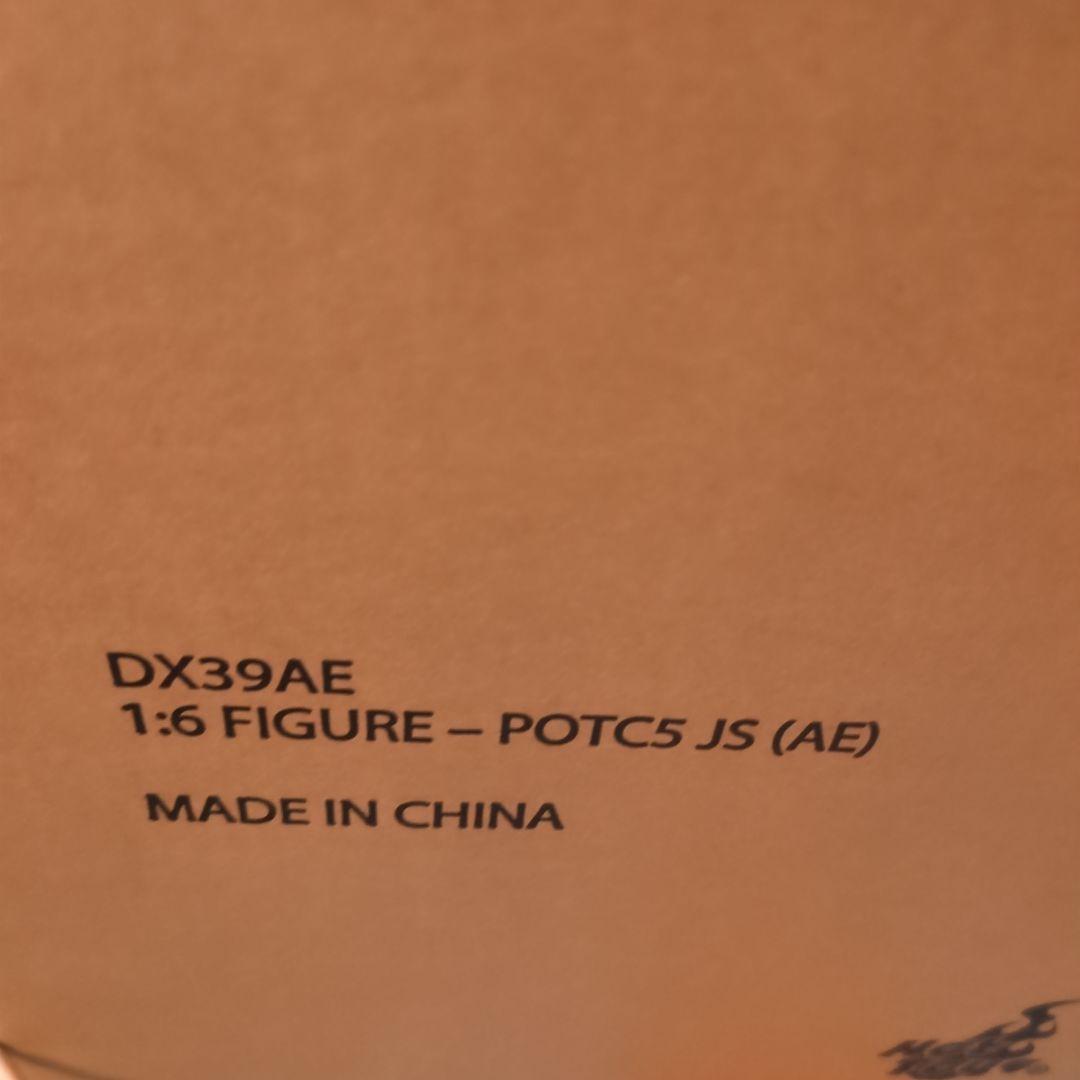 DX39AE
1:6 FIGURE – POTC5 JS (AE)
MADE IN CHINA